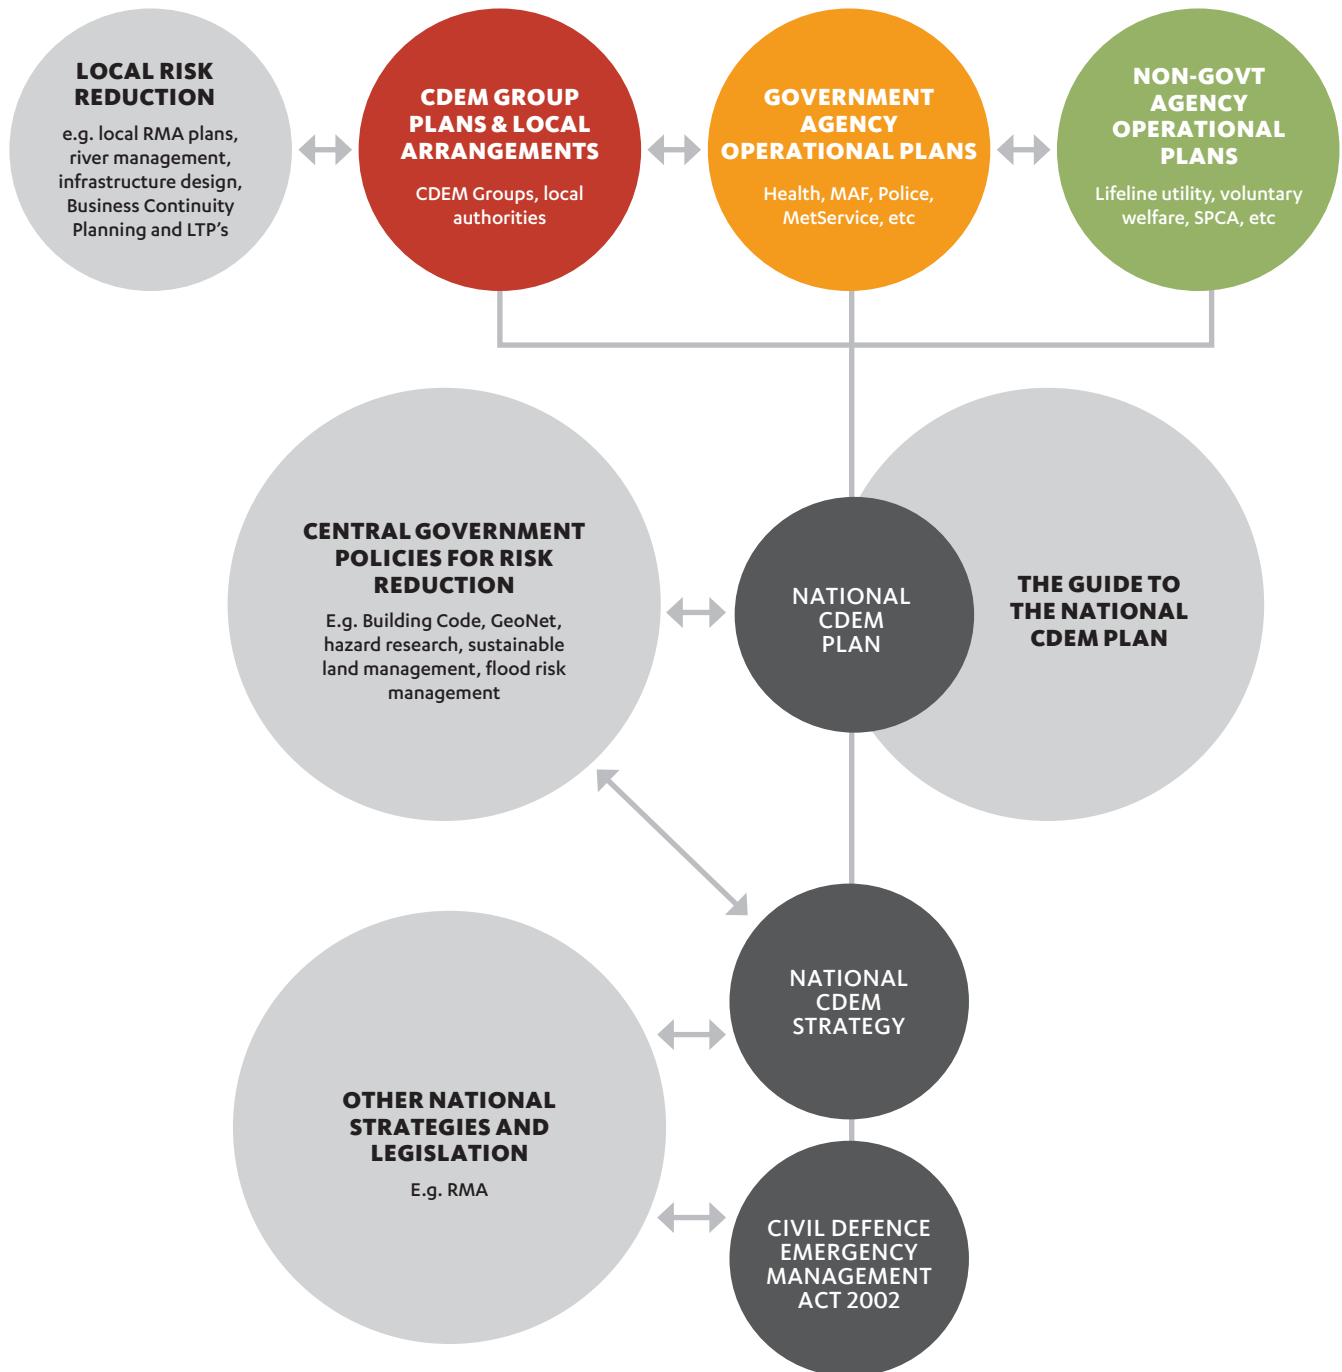 LOCAL RISK
REDUCTION
e.g. local RMA plans,
river management,
infrastructure design,
Business Continuity
Planning and LTP's
CDEM GROUP
PLANS & LOCAL
ARRANGEMENTS
CDEM Groups, local
authorities
GOVERNMENT
AGENCY
OPERATIONAL PLANS
Health, MAF, Police,
MetService, etc
NON-GOVT
AGENCY
OPERATIONAL
PLANS
Lifeline utility, voluntary
welfare, SPCA, etc
CENTRAL GOVERNMENT
POLICIES FOR RISK
REDUCTION
E.g. Building Code, GeoNet,
hazard research, sustainable
land management, flood risk
management
NATIONAL
CDEM
PLAN
THE GUIDE TO
THE NATIONAL
CDEM PLAN
NATIONAL
CDEM
STRATEGY
OTHER NATIONAL
STRATEGIES AND
LEGISLATION
E.g. RMA
CIVIL DEFENCE
EMERGENCY
MANAGEMENT
ACT 2002